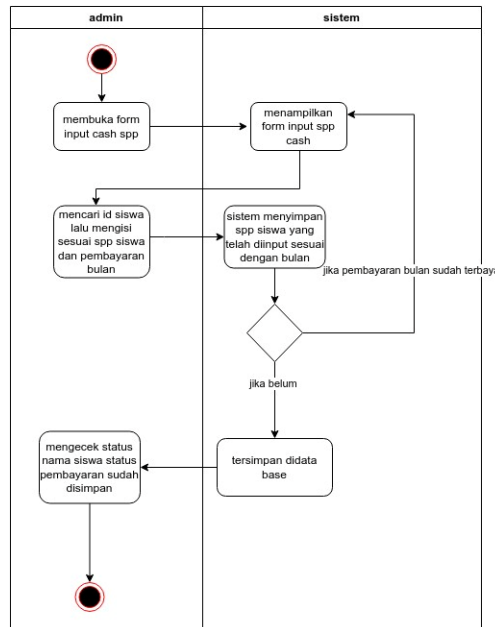 admin
sistem
membuka form
input cash spp
menampilkan
form input spp
cash
mencari id siswa
lalu mengisi
sesuai spp siswa
dan pembayaran
bulan
sistem menyimpan
spp siswa yang
telah diinput sesuai
dengan bulan
jika pembayaran bulan sudah terbaya
jika belum
mengecek status
nama siswa status
pembayaran sudah
disimpan
tersimpan didata
base